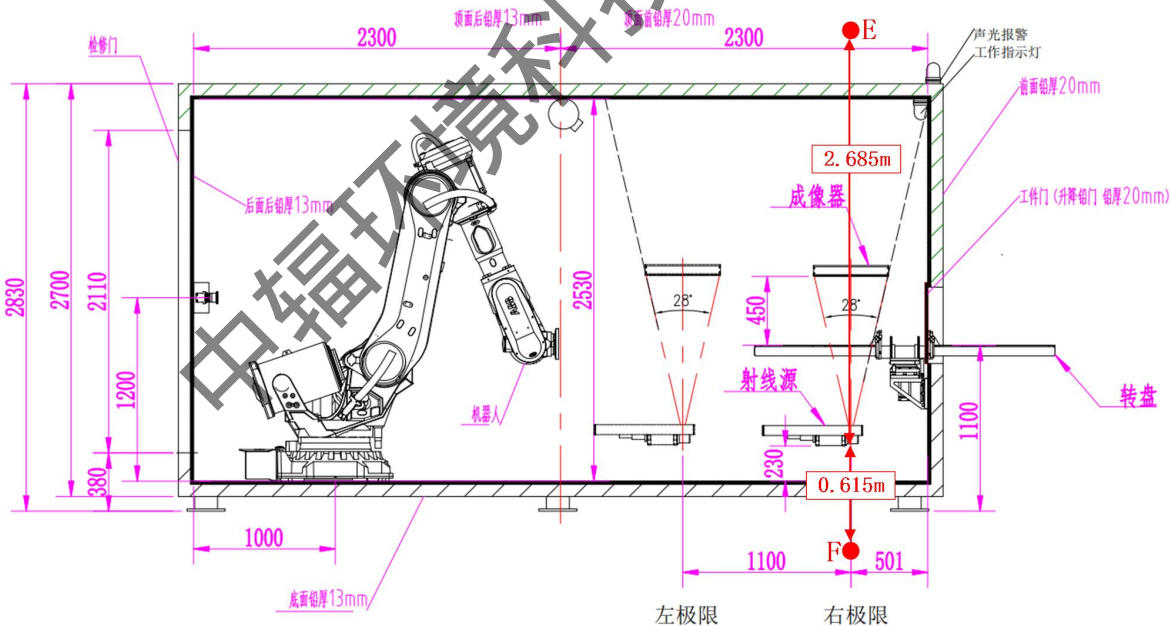 顶面后铅厚13mm
顶面前铅厚20mm
E
声光报警
工作指示灯
检修门
2300
2300
前面铅厚20mm
2.685m
成像器
工件门(升降铅门 铅厚20mm)
后面后铅厚13mm
2830
2700
2110
2530
28°
28°
450
ABB
1200
射线源
转盘
机器人
1100
380
230
0.615m
1000
F
1100
501
底面铅厚13mm
左极限
右极限
中辐环境科技